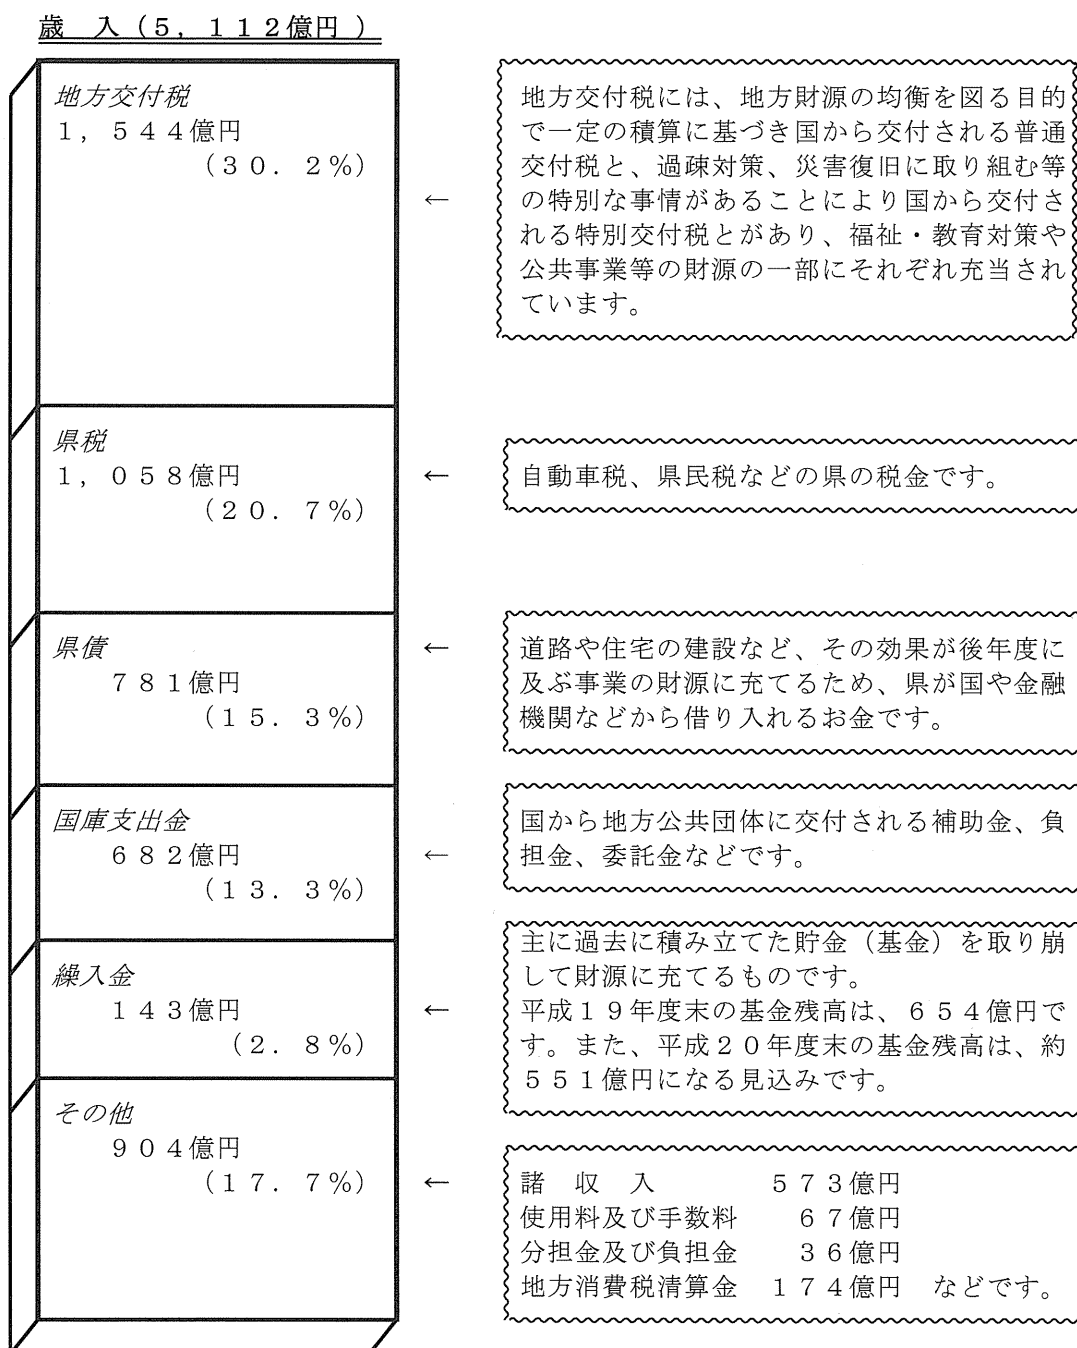 歳　入（５，１１２億円 ）
地方交付税
１，５４４億円
（３０．２％）
←
地方交付税には、地方財源の均衡を図る目的
で一定の積算に基づき国から交付される普通
交付税と、過疎対策、災害復旧に取り組む等
の特別な事情があることにより国から交付さ
れる特別交付税とがあり、福祉・教育対策や
公共事業等の財源の一部にそれぞれ充当され
ています。
県税
１，０５８億円
（２０．７％）
←
自動車税、県民税などの県の税金です。
県債
７８１億円
（１５．３％）
←
道路や住宅の建設など、その効果が後年度に
及ぶ事業の財源に充てるため、県が国や金融
機関などから借り入れるお金です。
国庫支出金
６８２億円
（１３．３％）
←
国から地方公共団体に交付される補助金、負
担金、委託金などです。
繰入金
１４３億円
（２．８％）
←
主に過去に積み立てた貯金（基金）を取り崩
して財源に充てるものです。
平成１９年度末の基金残高は、６５４億円で
す。また、平成２０年度末の基金残高は、約
５５１億円になる見込みです。
その他
９０４億円
（１７．７％）
←
諸　収　入　　　　５７３億円
使用料及び手数料　　６７億円
分担金及び負担金　　３６億円
地方消費税清算金　１７４億円　などです。